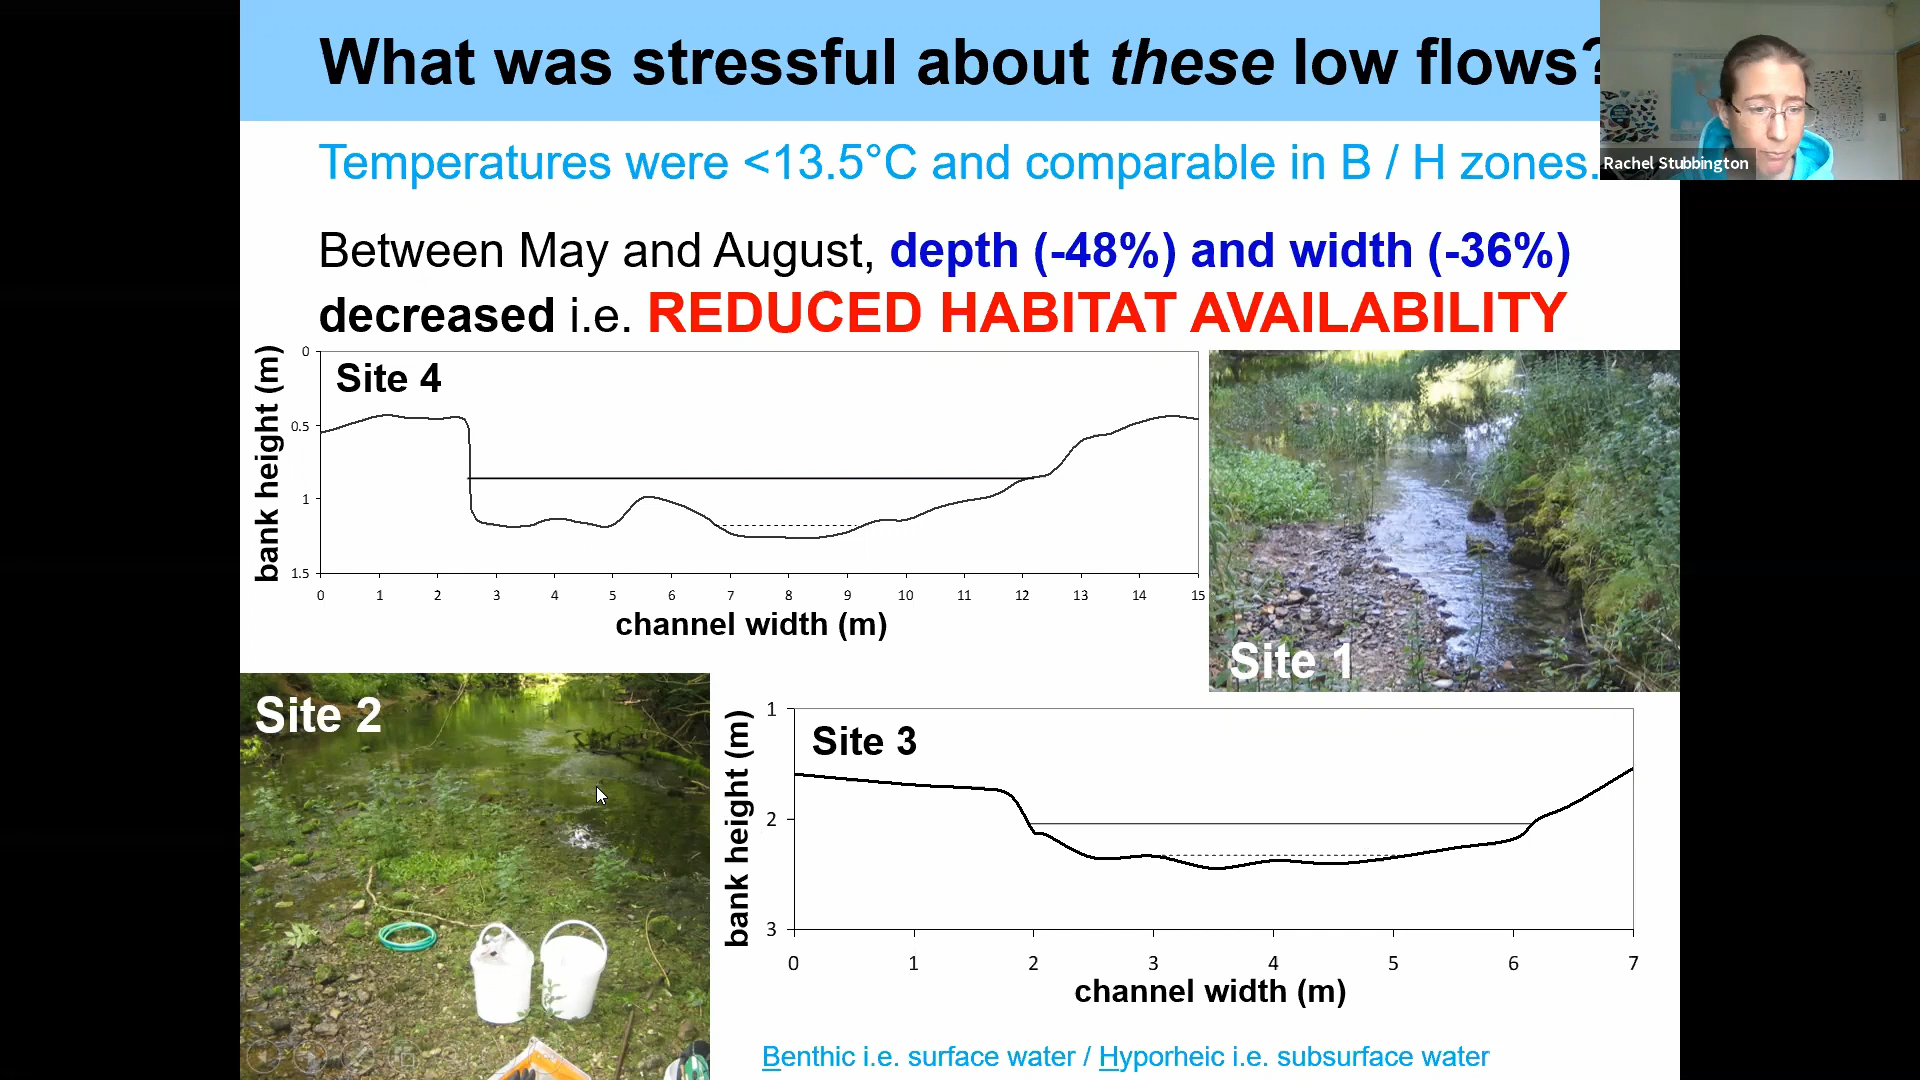 What was stressful about these low flows?
Rachel Stubbington
Temperatures were <13.5°C and comparable in B / H zones.
Between May and August, depth (-48%) and width (-36%)
decreased i.e. REDUCED HABITAT AVAILABILITY
Site 4
bank height (m)
0
0.5
1
1.5
0 1 2 3 4 5 6 7 8 9 10 11 12 13 14 15
channel width (m)
Site 1
Site 2
Site 3
bank height (m)
1
2
3
0 1 2 3 4 5 6 7
channel width (m)
Benthic i.e. surface water / Hyporheic i.e. subsurface water